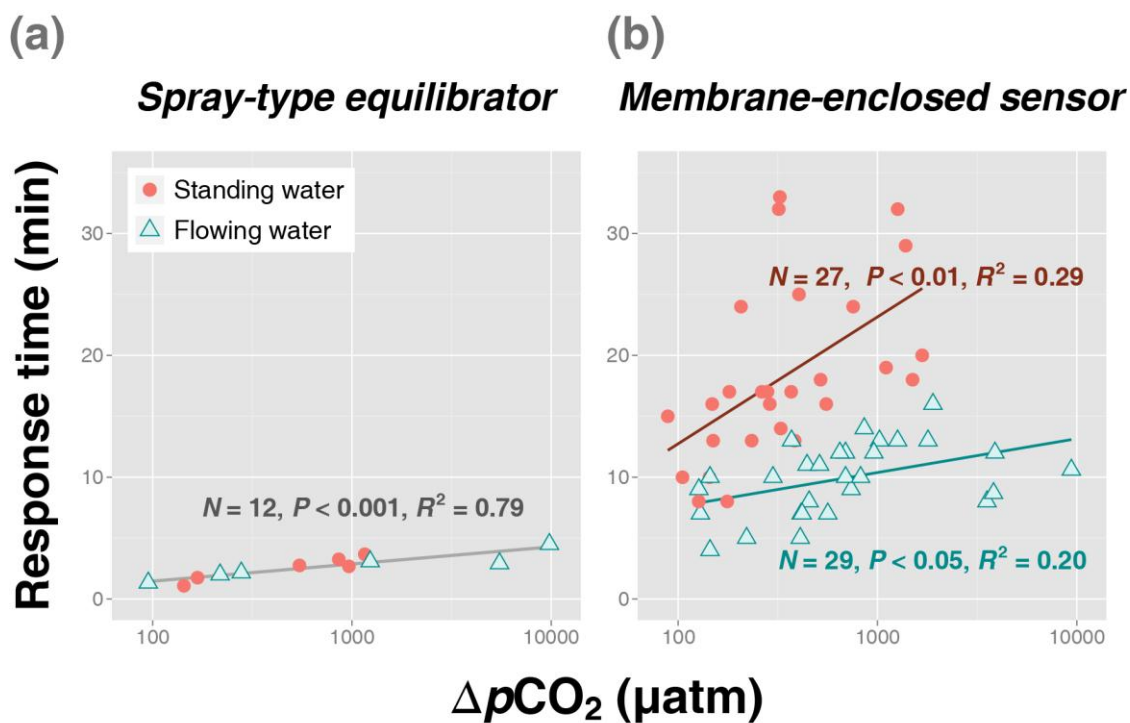 (a)
(b)
Spray-type equilibrator
Membrane-enclosed sensor
Response time (min)
Standing water
Flowing water
30
20
10
0
N = 12, P < 0.001, R² = 0.79
100
1000
10000
30
20
10
0
N = 27, P < 0.01, R² = 0.29
N = 29, P < 0.05, R² = 0.20
100
1000
10000
ΔpCO₂ (µatm)